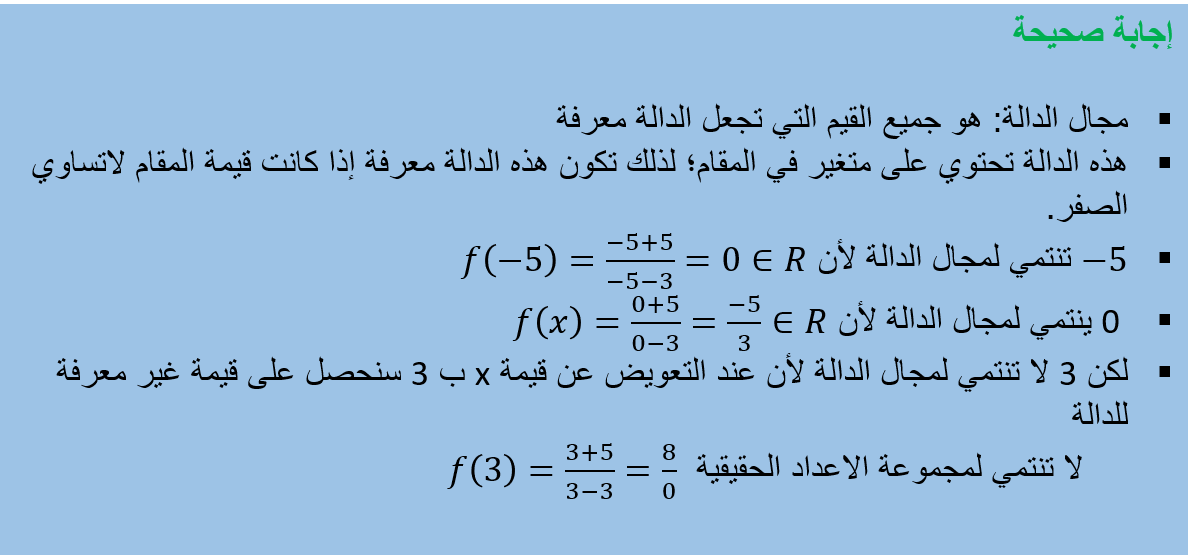 إجابة صحيحة
▪ مجال الدالة: هو جميع القيم التي تجعل الدالة معرفة
▪ هذه الدالة تحتوي على متغير في المقام؛ لذلك تكون هذه الدالة معرفة إذا كانت قيمة المقام لاتساوي
الصفر.
▪ −5 تنتمي لمجال الدالة لأن f(−5) = \frac{−5+5}{−5−3} = 0 ∈ R
▪ 0 ينتمي لمجال الدالة لأن f(x) = \frac{0+5}{0−3} = \frac{−5}{3} ∈ R
▪ لكن 3 لا تنتمي لمجال الدالة لأن عند التعويض عن قيمة x ب 3 سنحصل على قيمة غير معرفة
للدالة
لا تنتمي لمجموعة الاعداد الحقيقية f(3) = \frac{3+5}{3−3} = \frac{8}{0}